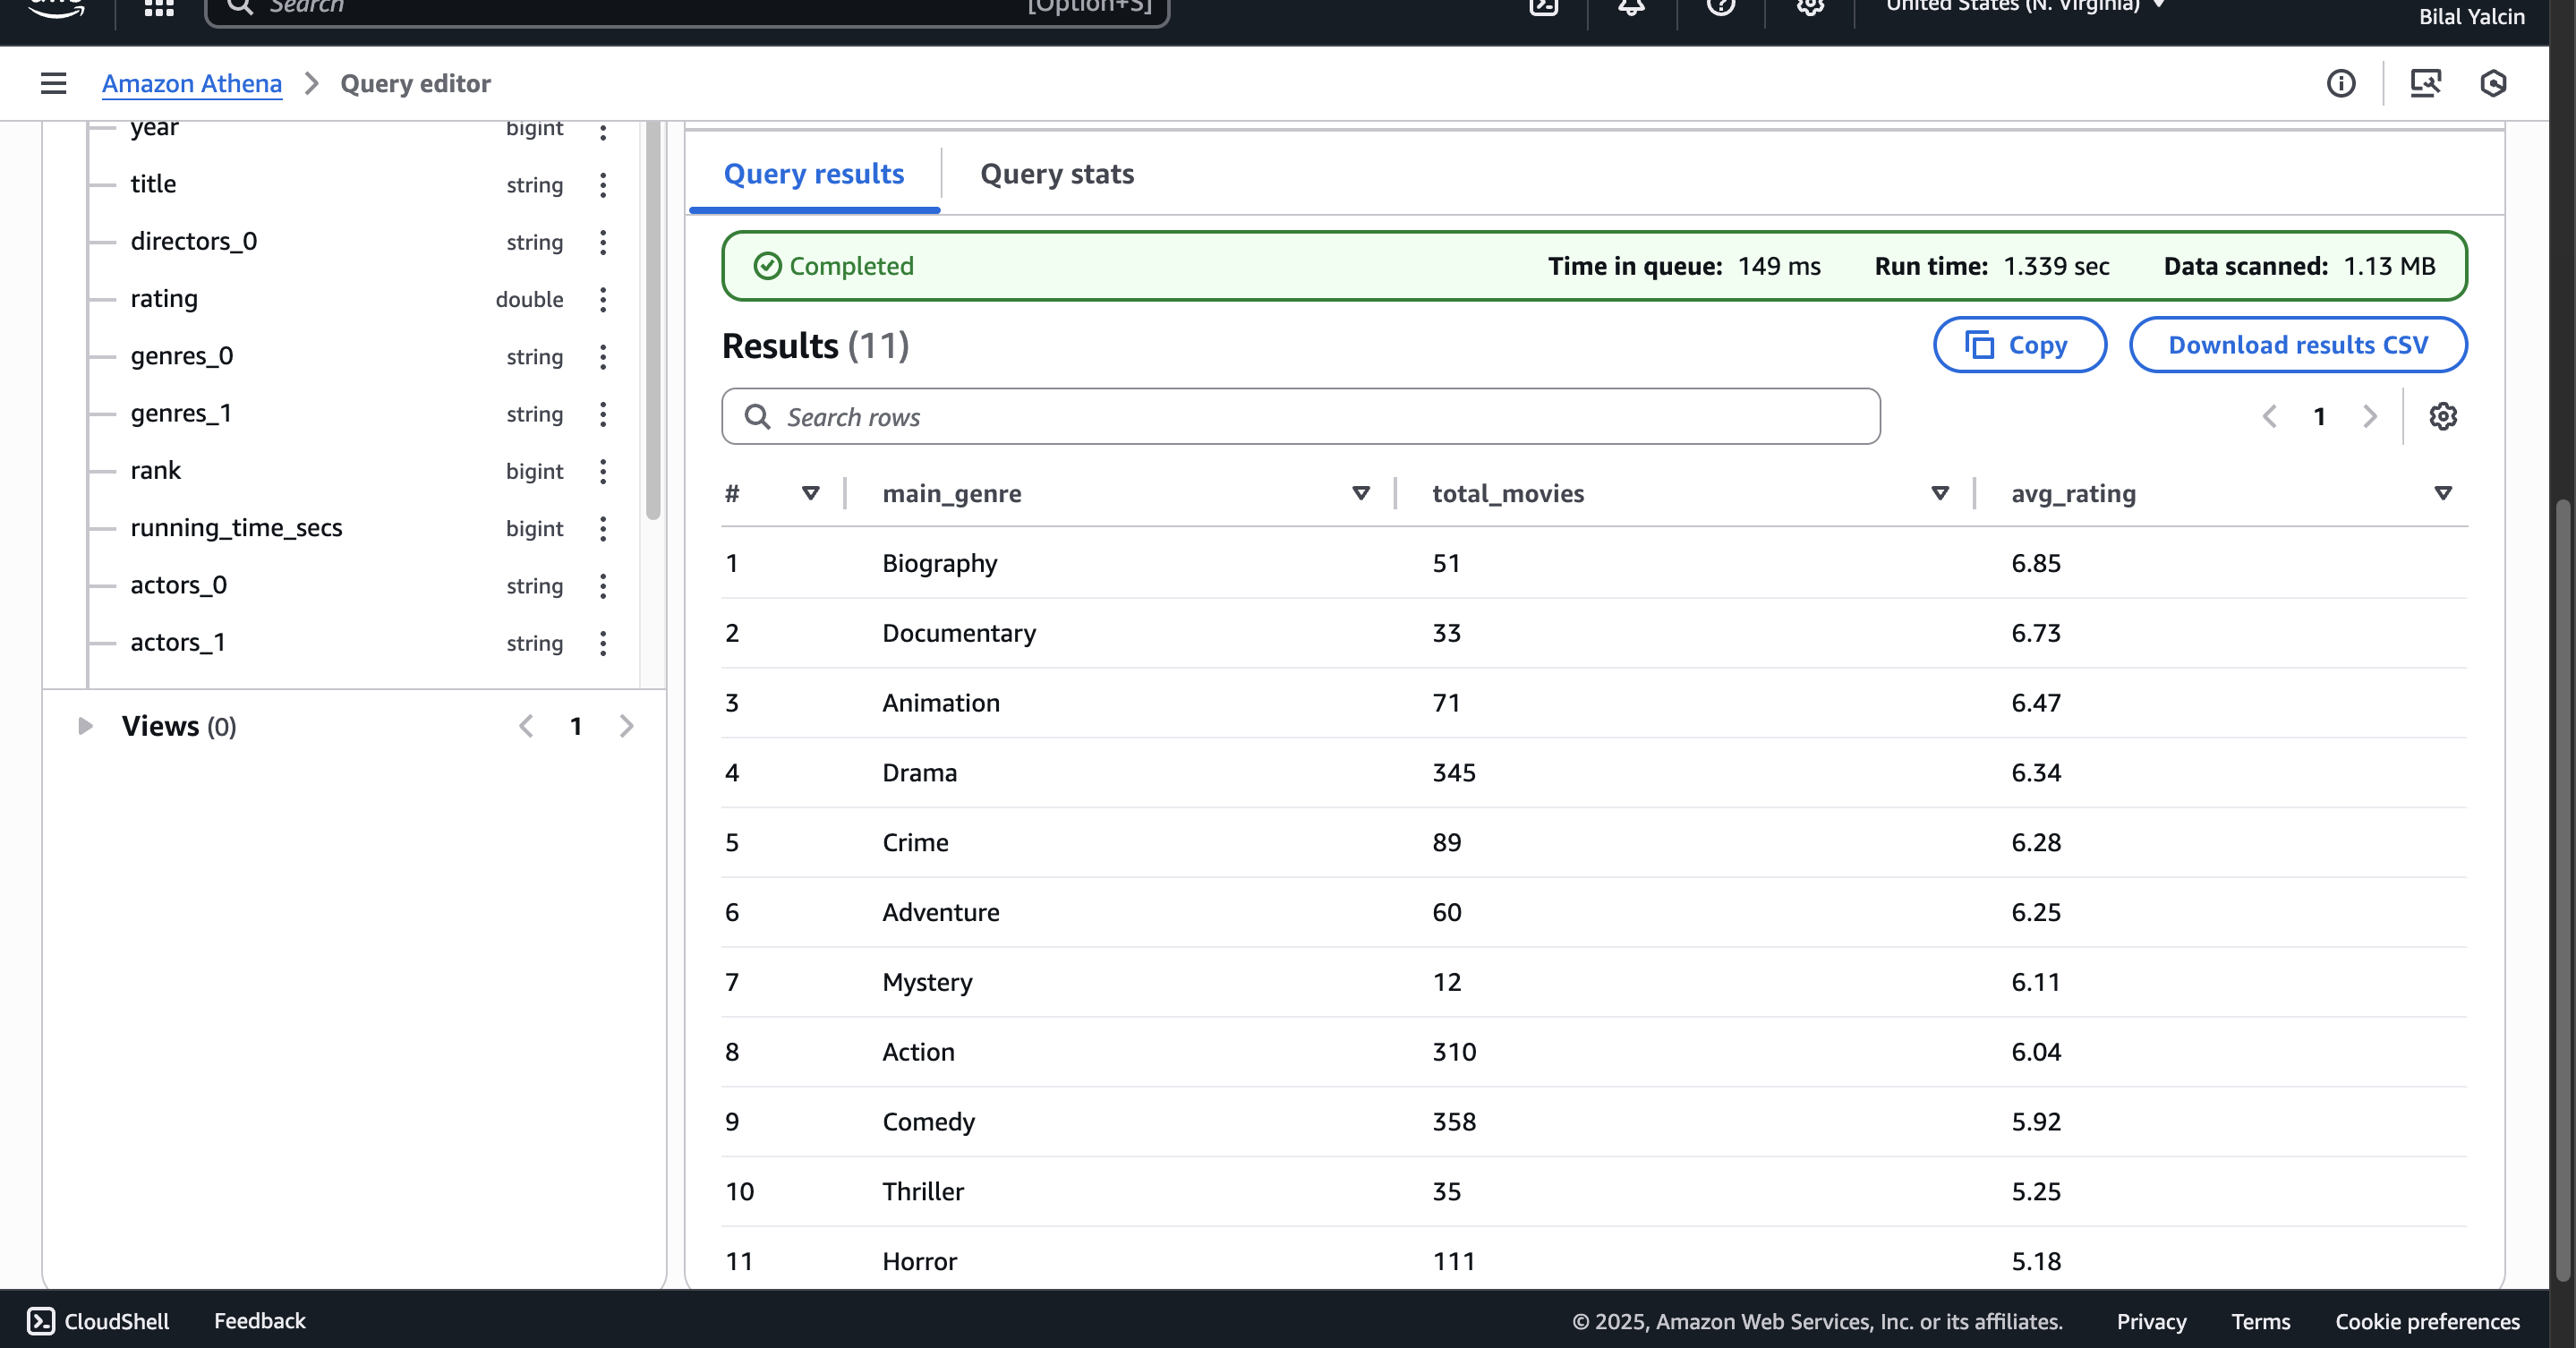 Search [Option+S] United States (N. Virginia)
Bilal Yalcin
Amazon Athena Query editor
year bigint
title string
directors_0 string
rating double
genres_0 string
genres_1 string
rank bigint
running_time_secs bigint
actors_0 string
actors_1 string
Views (0) 1
Query results Query stats
Completed Time in queue: 149 ms Run time: 1.339 sec Data scanned: 1.13 MB
Results (11) Copy Download results CSV
Search rows 1
# main_genre total_movies avg_rating
1 Biography 51 6.85
2 Documentary 33 6.73
3 Animation 71 6.47
4 Drama 345 6.34
5 Crime 89 6.28
6 Adventure 60 6.25
7 Mystery 12 6.11
8 Action 310 6.04
9 Comedy 358 5.92
10 Thriller 35 5.25
11 Horror 111 5.18
CloudShell Feedback © 2025, Amazon Web Services, Inc. or its affiliates. Privacy Terms Cookie preferences